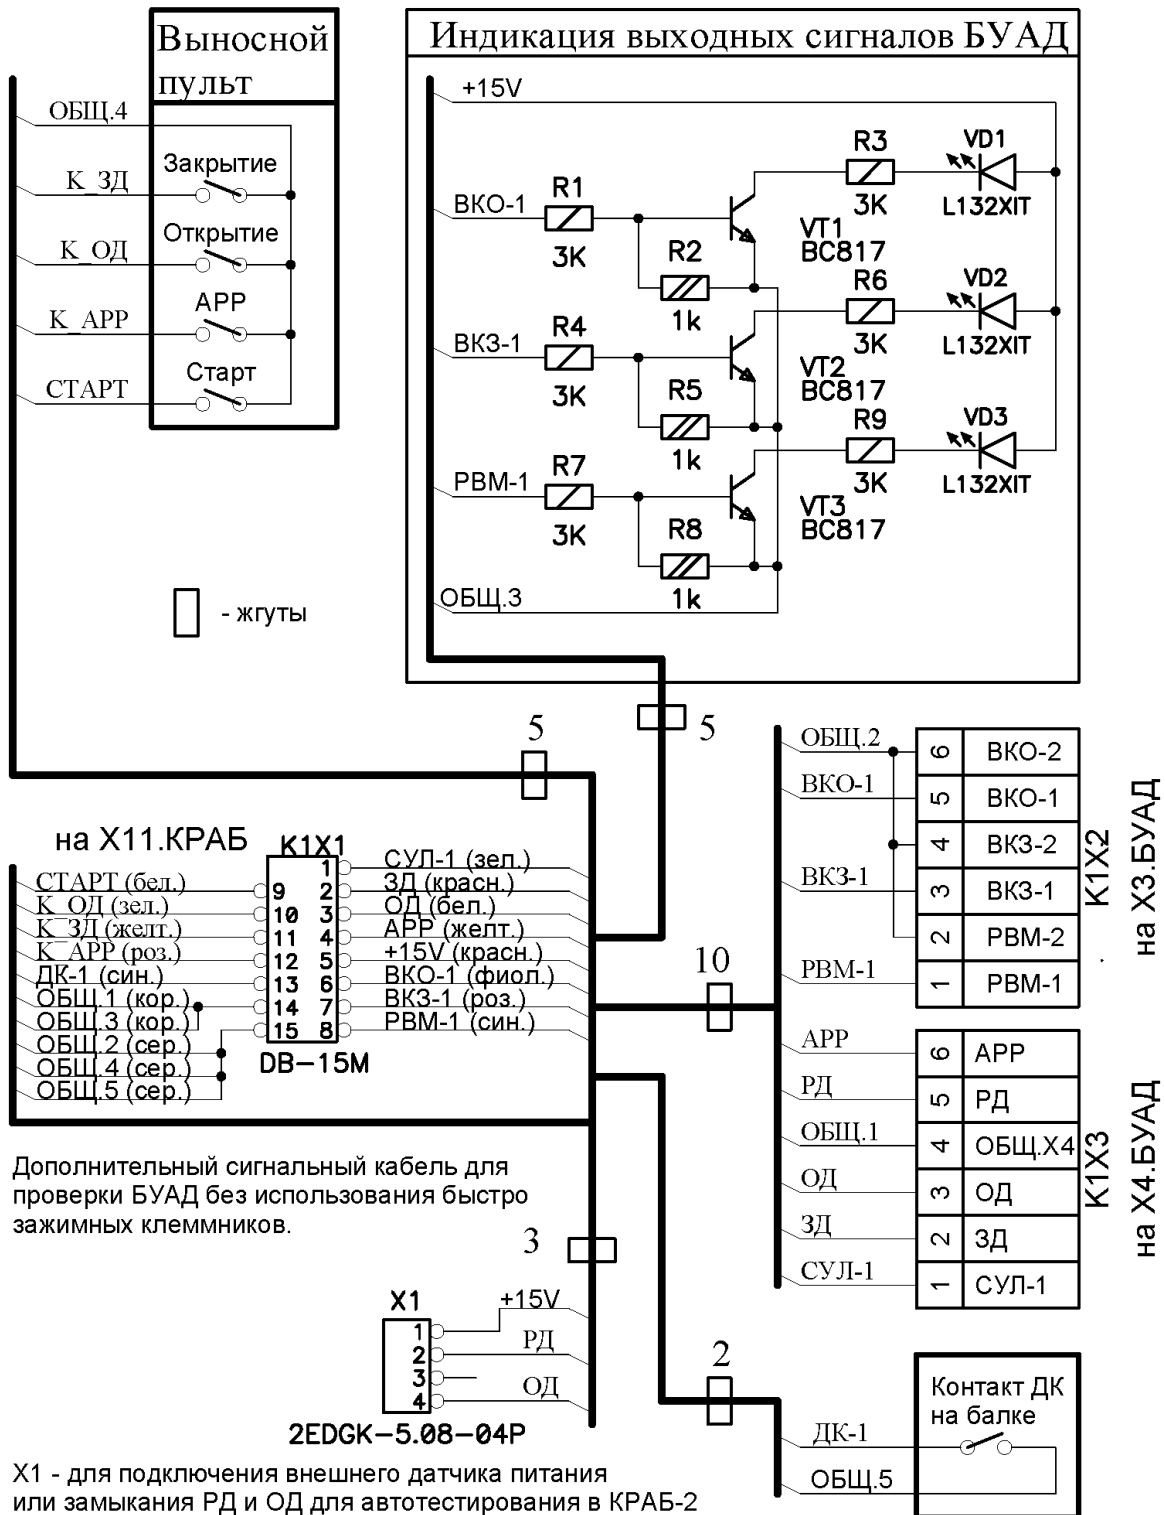 Выносной
пульт
ОБЩ.4
Закрытие
К_ЗД
Открытие
К_ОД
АРР
К_АРР
Старт
СТАРТ
Индикация выходных сигналов БУАД
+15V
R3
VD1
3K
L132XIT
ВКО-1
R1
3K
VT1
BC817
R2
1k
R6
VD2
3K
L132XIT
ВКЗ-1
R4
3K
VT2
BC817
R5
1k
R9
VD3
3K
L132XIT
РВМ-1
R7
3K
VT3
BC817
R8
1k
ОБЩ.3
- жгуты
5
5
на Х11.КРАБ
K1X1
СТАРТ (бел.)
К_ОД (зел.)
К_ЗД (желт.)
К_АРР (роз.)
ДК-1 (син.)
ОБЩ.1 (кор.)
ОБЩ.3 (кор.)
ОБЩ.2 (сер.)
ОБЩ.4 (сер.)
ОБЩ.5 (сер.)
1
9 2
10 3
11 4
12 5
13 6
14 7
15 8
DB-15M
СУЛ-1 (зел.)
ЗД (красн.)
ОД (бел.)
АРР (желт.)
+15V (красн.)
ВКО-1 (фиол.)
ВКЗ-1 (роз.)
РВМ-1 (син.)
10
ОБЩ.2
6 ВКО-2
ВКО-1
5 ВКО-1
4 ВКЗ-2
ВКЗ-1
3 ВКЗ-1
2 РВМ-2
РВМ-1
1 РВМ-1
K1X2
на Х3.БУАД
АРР
6 АРР
РД
5 РД
ОБЩ.1
4 ОБЩ.Х4
ОД
3 ОД
ЗД
2 ЗД
СУЛ-1
1 СУЛ-1
K1X3
на Х4.БУАД
Дополнительный сигнальный кабель для
проверки БУАД без использования быстро
зажимных клеммников.
3
X1
+15V
1
РД
2
3
ОД
4
2EDGK-5.08-04P
2
Контакт ДК
на балке
ДК-1
ОБЩ.5
Х1 - для подключения внешнего датчика питания
или замыкания РД и ОД для автотестирования в КРАБ-2